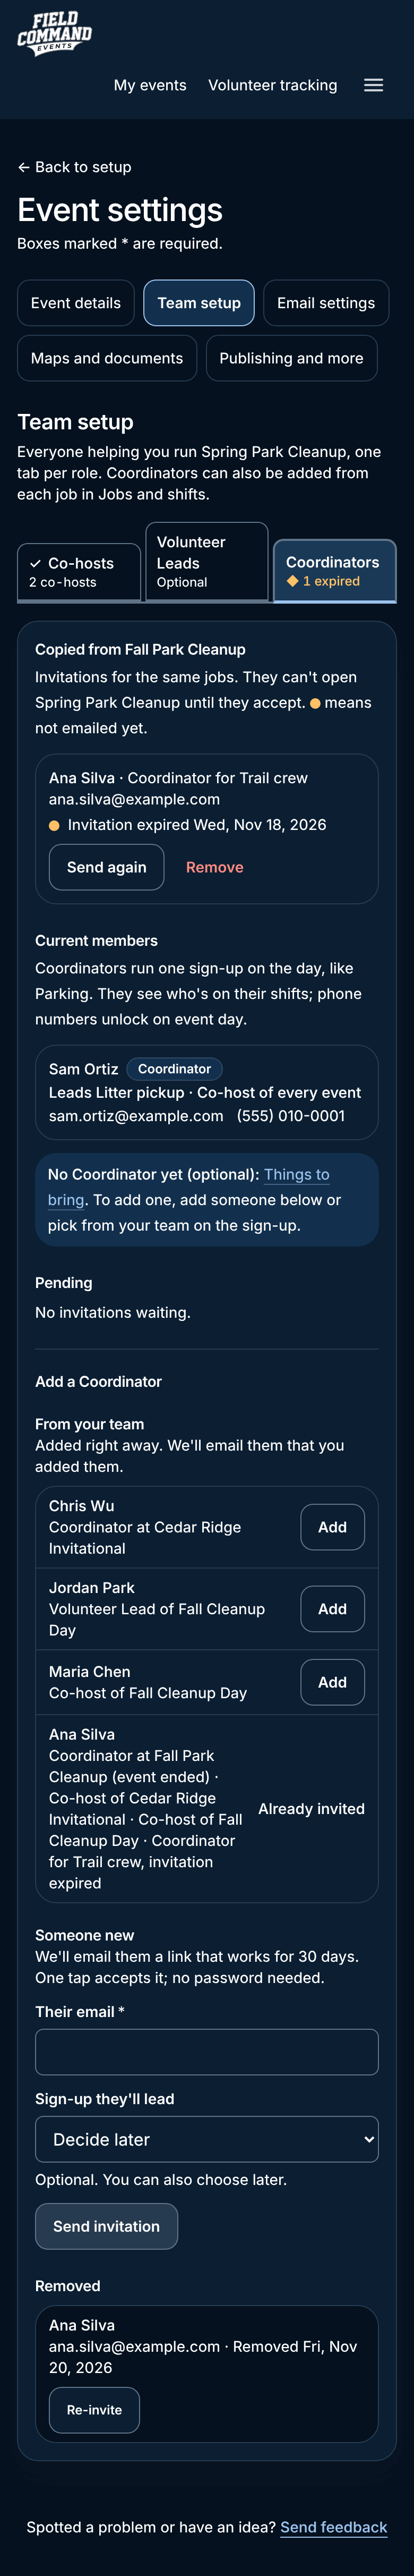 FIELD
COMMAND
EVENTS
My events
Volunteer tracking
← Back to setup
Event settings
Boxes marked * are required.
Event details
Team setup
Email settings
Maps and documents
Publishing and more
Team setup
Everyone helping you run Spring Park Cleanup, one
tab per role. Coordinators can also be added from
each job in Jobs and shifts.
✓ Co-hosts
2 co-hosts
Volunteer
Leads
Optional
Coordinators
◆ 1 expired
Copied from Fall Park Cleanup
Invitations for the same jobs. They can't open
Spring Park Cleanup until they accept. ● means
not emailed yet.
Ana Silva · Coordinator for Trail crew
ana.silva@example.com
● Invitation expired Wed, Nov 18, 2026
Send again
Remove
Current members
Coordinators run one sign-up on the day, like
Parking. They see who's on their shifts; phone
numbers unlock on event day.
Sam Ortiz Coordinator
Leads Litter pickup · Co-host of every event
sam.ortiz@example.com (555) 010-0001
No Coordinator yet (optional): Things to
bring. To add one, add someone below or
pick from your team on the sign-up.
Pending
No invitations waiting.
Add a Coordinator
From your team
Added right away. We'll email them that you
added them.
Chris Wu
Coordinator at Cedar Ridge
Invitational
Add
Jordan Park
Volunteer Lead of Fall Cleanup
Day
Add
Maria Chen
Co-host of Fall Cleanup Day
Add
Ana Silva
Coordinator at Fall Park
Cleanup (event ended) ·
Co-host of Cedar Ridge
Invitational · Co-host of Fall
Cleanup Day · Coordinator
for Trail crew, invitation
expired
Already invited
Someone new
We'll email them a link that works for 30 days.
One tap accepts it; no password needed.
Their email *
Sign-up they'll lead
Decide later
Optional. You can also choose later.
Send invitation
Removed
Ana Silva
ana.silva@example.com · Removed Fri, Nov
20, 2026
Re-invite
Spotted a problem or have an idea? Send feedback